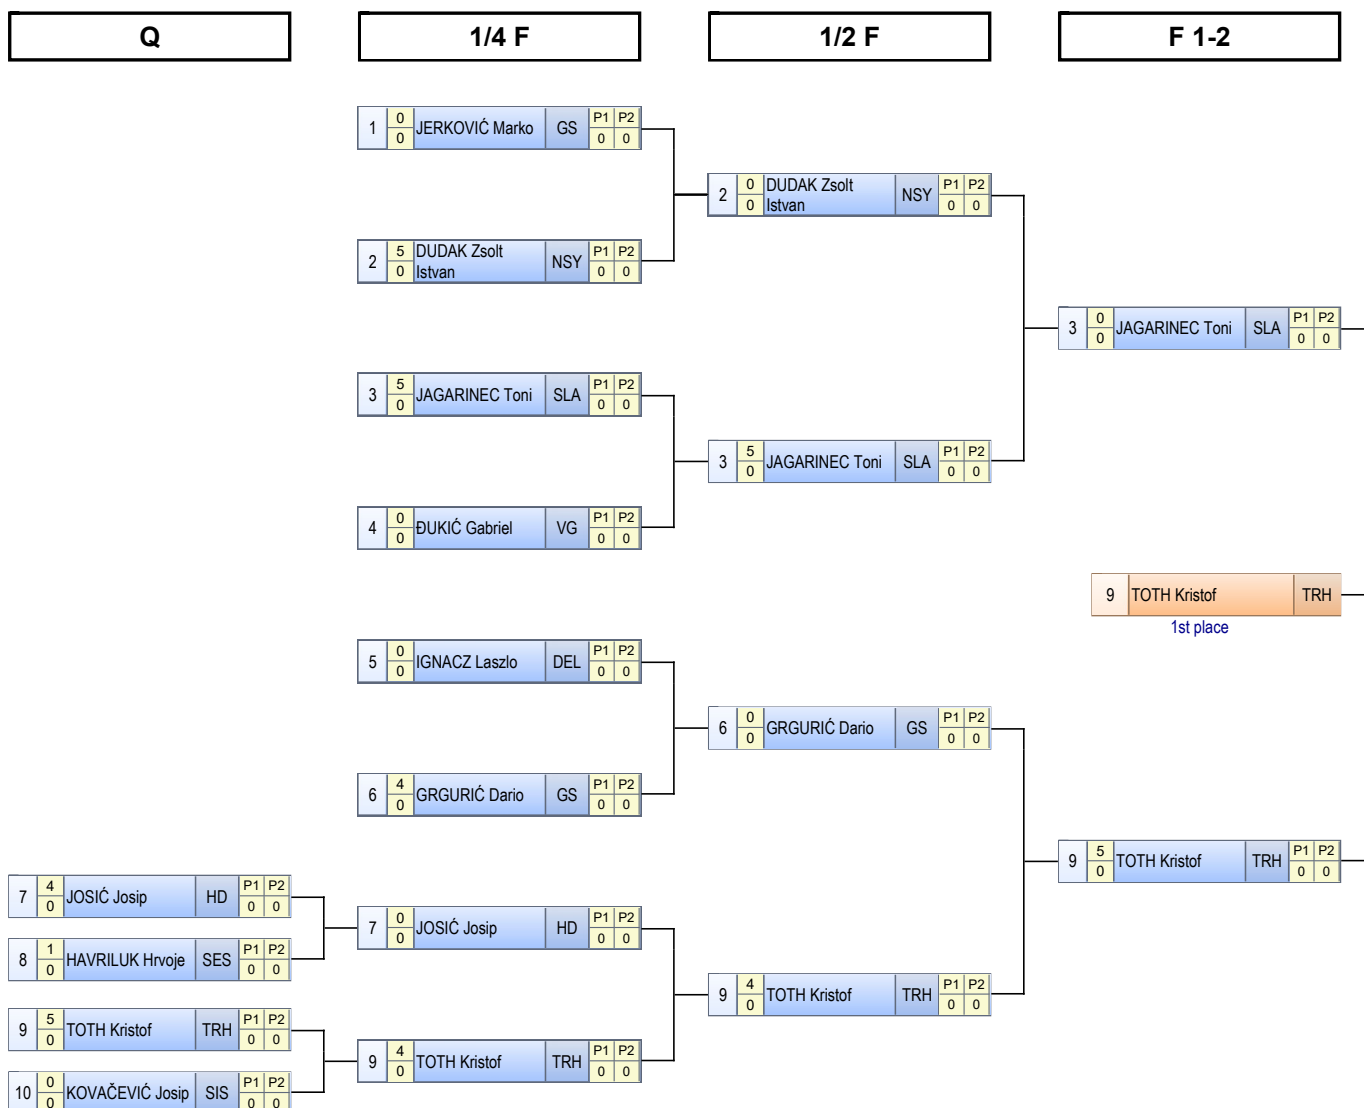 Q 1/4 F 1/2 F F 1-2
1 0 0 JERKOVIĆ Marko GS P1 P2 0 0
2 0 0 DUDAK Zsolt Istvan NSY P1 P2 0 0
2 5 0 DUDAK Zsolt Istvan NSY P1 P2 0 0
3 0 0 JAGARINEC Toni SLA P1 P2 0 0
3 5 0 JAGARINEC Toni SLA P1 P2 0 0
3 5 0 JAGARINEC Toni SLA P1 P2 0 0
4 0 0 ĐUKIĆ Gabriel VG P1 P2 0 0
9 TOTH Kristof TRH
1st place
5 0 0 IGNACZ Laszlo DEL P1 P2 0 0
6 0 0 GRGURIĆ Dario GS P1 P2 0 0
6 4 0 GRGURIĆ Dario GS P1 P2 0 0
9 5 0 TOTH Kristof TRH P1 P2 0 0
7 4 0 JOSIĆ Josip HD P1 P2 0 0
7 0 0 JOSIĆ Josip HD P1 P2 0 0
8 1 0 HAVRILUK Hrvoje SES P1 P2 0 0
9 4 0 TOTH Kristof TRH P1 P2 0 0
9 5 0 TOTH Kristof TRH P1 P2 0 0
9 4 0 TOTH Kristof TRH P1 P2 0 0
10 0 0 KOVAČEVIĆ Josip SIS P1 P2 0 0